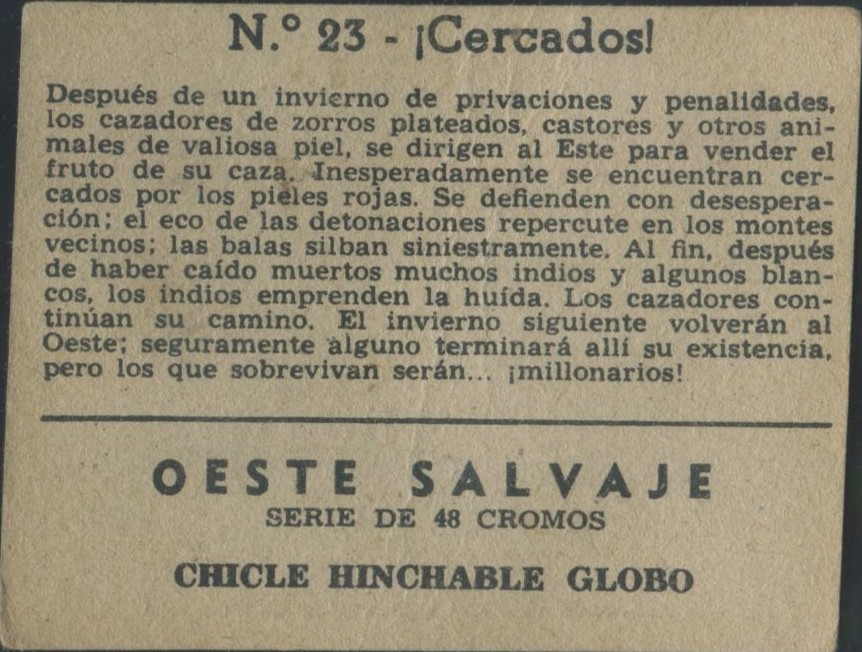 N.º 23 - ¡Cercados!
Después de un invierno de privaciones y penalidades,
los cazadores de zorros plateados, castores y otros ani-
males de valiosa piel, se dirigen al Este para vender el
fruto de su caza. Inesperadamente se encuentran cer-
cados por los pieles rojas. Se defienden con desespera-
ción; el eco de las detonaciones repercute en los montes
vecinos; las balas silban siniestramente. Al fin, después
de haber caído muertos muchos indios y algunos blan-
cos, los indios emprenden la huída. Los cazadores con-
tinúan su camino. El invierno siguiente volverán al
Oeste; seguramente alguno terminará allí su existencia,
pero los que sobrevivan serán... ¡millonarios!
OESTE SALVAJE
SERIE DE 48 CROMOS
CHICLE HINCHABLE GLOBO